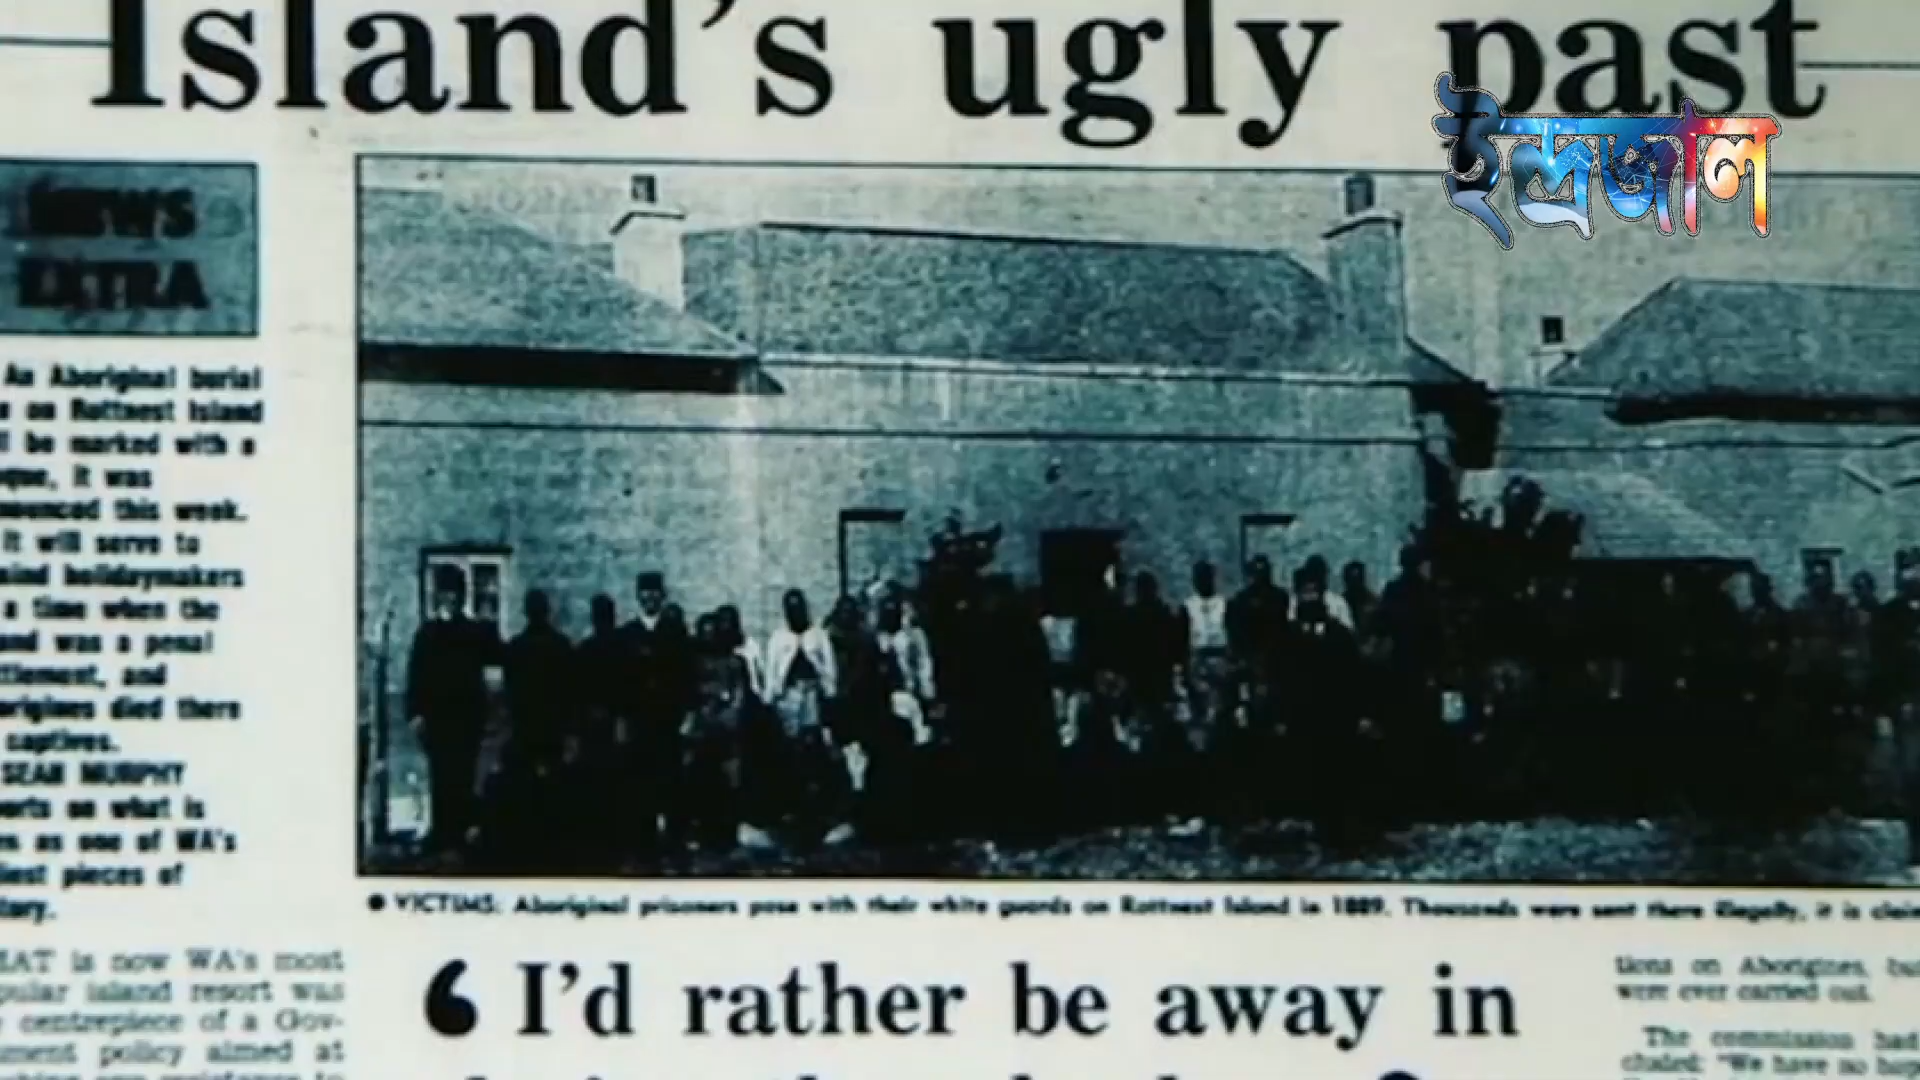 Island's ugly past
ইন্দ্রজাল
NEWS
EXTRA
An Aboriginal burial
on Rottnest Island
be marked with a
it was
this week.
it will serve to
holidaymakers
a time when the
was a penal
and
died there
captives.
SEAN MURPHY
on what is
as one of WA's
pieces of
● VICTIMS: Aboriginal prisoners pose with their white guards on Rottnest Island in 1889. Thousands were sent there illegally, it is
is now WA's most
island resort was
centrepiece of a Gov-
policy aimed at
‘I'd rather be away in
tions on Aborigines, but
were ever carried out.
The commission had
cluded: "We have no